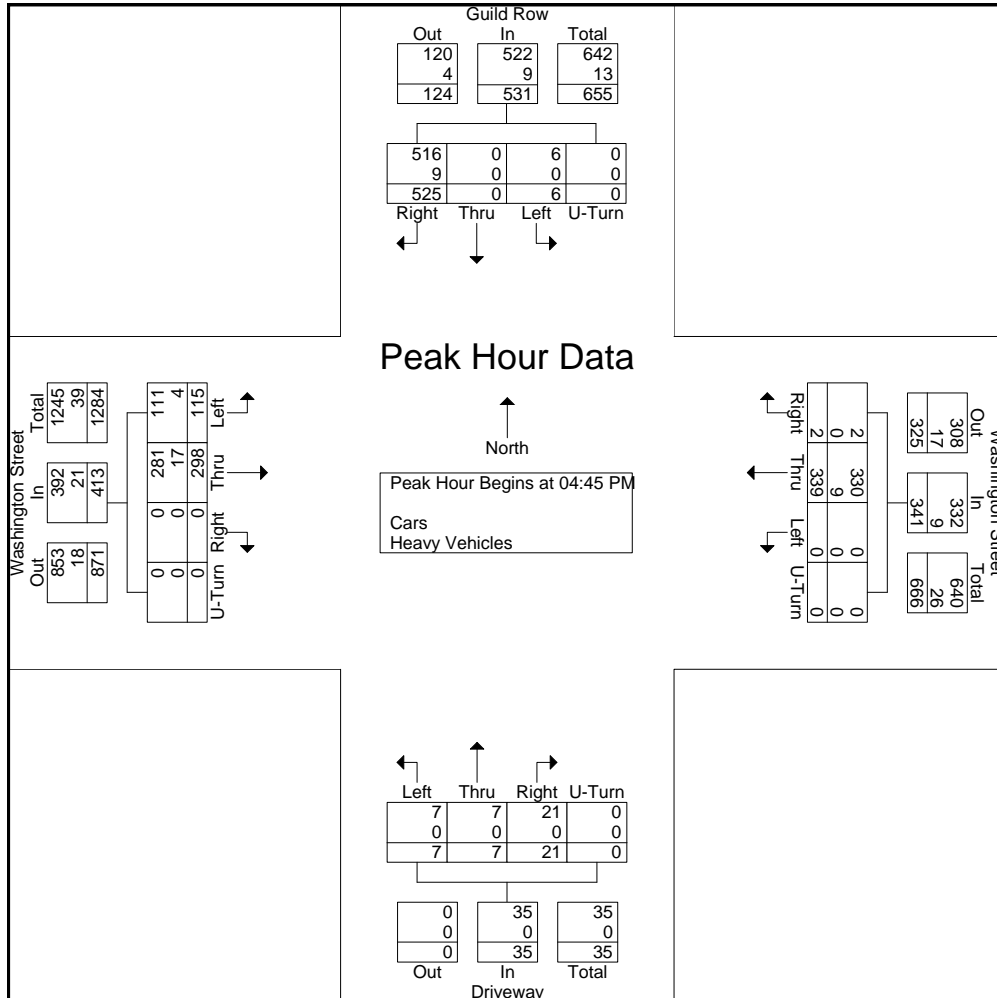 Guild Row
Out In Total
120 522 642
4 9 13
124 531 655
516 0 6 0
9 0 0 0
525 0 6 0
Right Thru Left U-Turn
Peak Hour Data
North
Peak Hour Begins at 04:45 PM
Cars
Heavy Vehicles
Washington Street
Total In Out
1245 392 853
39 21 18
1284 413 871
111 281 0 0
4 17 0 0
115 298 0 0
Left Thru Right U-Turn
Washington Street
Out In Total
308 332 640
17 9 26
325 341 666
2 330 0 0
0 9 0 0
2 339 0 0
Right Thru Left U-Turn
Left Thru Right U-Turn
7 7 21 0
0 0 0 0
7 7 21 0
0 35 35
0 0 0
0 35 35
Out In Total
Driveway